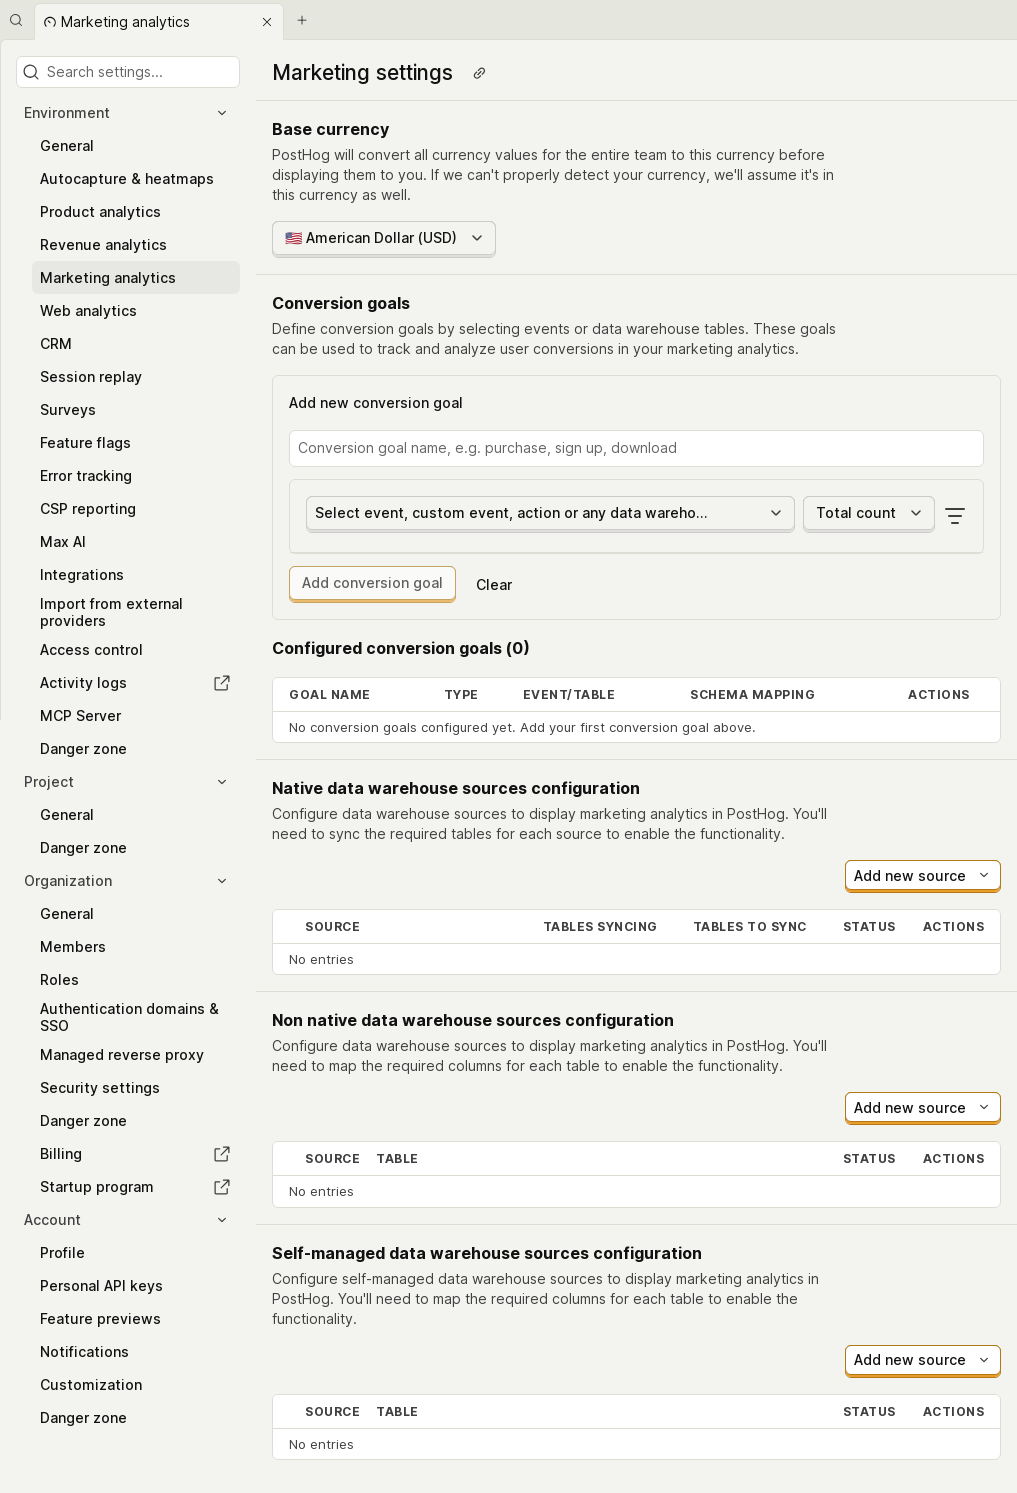 Marketing analytics
Search settings...
Environment
General
Autocapture & heatmaps
Product analytics
Revenue analytics
Marketing analytics
Web analytics
CRM
Session replay
Surveys
Feature flags
Error tracking
CSP reporting
Max AI
Integrations
Import from external
providers
Access control
Activity logs
MCP Server
Danger zone
Project
General
Danger zone
Organization
General
Members
Roles
Authentication domains &
SSO
Managed reverse proxy
Security settings
Danger zone
Billing
Startup program
Account
Profile
Personal API keys
Feature previews
Notifications
Customization
Danger zone
Marketing settings
Base currency
PostHog will convert all currency values for the entire team to this currency before
displaying them to you. If we can't properly detect your currency, we'll assume it's in
this currency as well.
🇺🇸 American Dollar (USD)
Conversion goals
Define conversion goals by selecting events or data warehouse tables. These goals
can be used to track and analyze user conversions in your marketing analytics.
Add new conversion goal
Conversion goal name, e.g. purchase, sign up, download
Select event, custom event, action or any data wareho... Total count
Add conversion goal Clear
Configured conversion goals (0)
GOAL NAME TYPE EVENT/TABLE SCHEMA MAPPING ACTIONS
No conversion goals configured yet. Add your first conversion goal above.
Native data warehouse sources configuration
Configure data warehouse sources to display marketing analytics in PostHog. You'll
need to sync the required tables for each source to enable the functionality.
Add new source
SOURCE TABLES SYNCING TABLES TO SYNC STATUS ACTIONS
No entries
Non native data warehouse sources configuration
Configure data warehouse sources to display marketing analytics in PostHog. You'll
need to map the required columns for each table to enable the functionality.
Add new source
SOURCE TABLE STATUS ACTIONS
No entries
Self-managed data warehouse sources configuration
Configure self-managed data warehouse sources to display marketing analytics in
PostHog. You'll need to map the required columns for each table to enable the
functionality.
Add new source
SOURCE TABLE STATUS ACTIONS
No entries